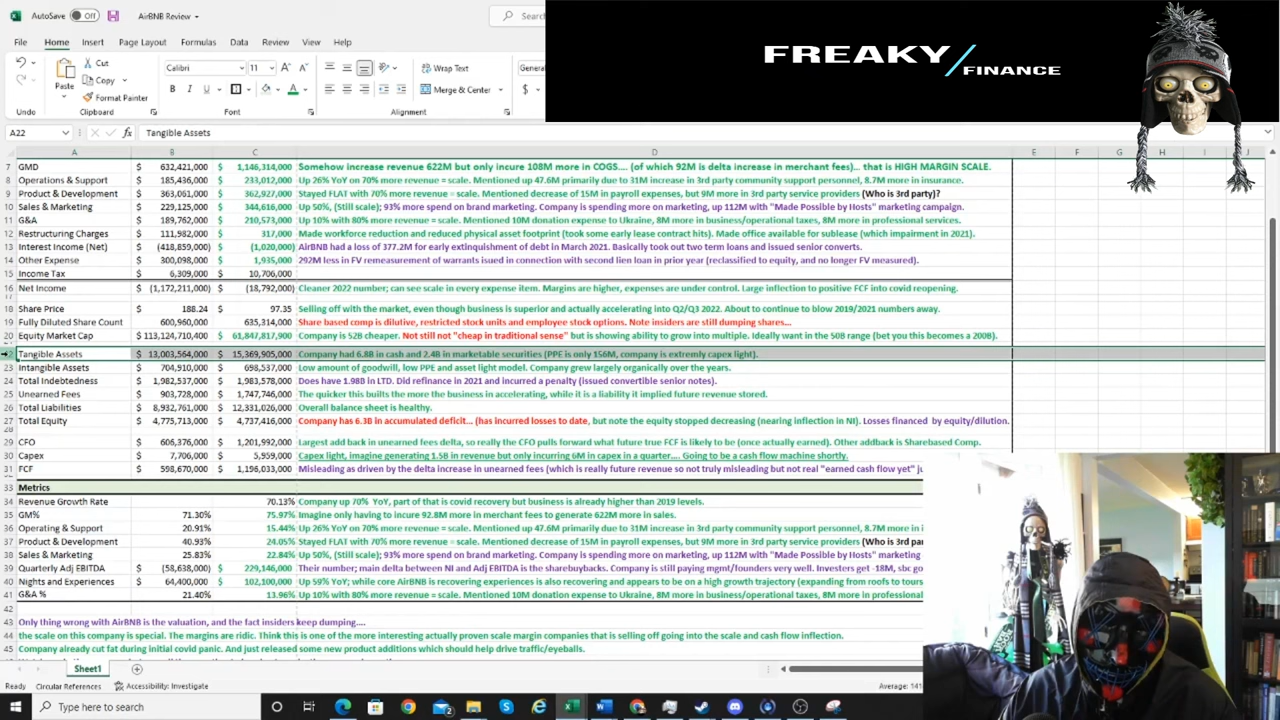 AutoSave Off AirBNB Review Search
FREAKY / FINANCE
File Home Insert Page Layout Formulas Data Review View Help
Cut
Copy
Format Painter
Paste
Undo Clipboard
Calibri 11
Font
Wrap Text
Merge & Center
Alignment
General
$
A22 fx Tangible Assets
A B C D E F G H I J
7 GMD $ 632,421,000 $ 1,146,314,000 Somehow increase revenue 622M but only incure 108M more in COGS.... (of which 92M is delta increase in merchant fees)... that is HIGH MARGIN SCALE.
8 Operations & Support $ 185,436,000 $ 233,012,000 Up 26% YoY on 70% more revenue = scale. Mentioned up 47.6M primarily due to 31M increase in 3rd party community support personnel, 8.7M more in insurance.
9 Product & Development $ 363,061,000 $ 362,927,000 Stayed FLAT with 70% more revenue = scale. Mentioned decrease of 15M in payroll expenses, but 9M more in 3rd party service providers (Who is 3rd party)?
10 Sales & Marketing $ 229,125,000 $ 344,616,000 Up 50%, (Still scale); 93% more spend on brand marketing. Company is spending more on marketing, up 112M with "Made Possible by Hosts" marketing campaign.
11 G&A $ 189,762,000 $ 210,573,000 Up 10% with 80% more revenue = scale. Mentioned 10M donation expense to Ukraine, 8M more in business/operational taxes, 8M more in professional services.
12 Restructuring Charges $ 111,982,000 $ 317,000 Made workforce reduction and reduced physical asset footprint (took some early lease contract hits). Made office available for sublease (which impairment in 2021).
13 Interest Income (Net) $ (418,859,000) $ (1,020,000) AirBNB had a loss of 377.2M for early extinquishment of debt in March 2021. Basically took out two term loans and issued senior converts.
14 Other Expense $ 300,098,000 $ 1,935,000 292M less in FV remeasurement of warrants isued in connection with second lien loan in prior year (reclassified to equity, and no longer FV measured).
15 Income Tax $ 6,309,000 $ 10,706,000
16 Net Income $ (1,172,211,000) $ (18,792,000) Cleaner 2022 number; can see scale in every expense item. Margins are higher, expenses are under control. Large inflection to positive FCF into covid reopening.
17
18 Share Price $ 188.24 $ 97.35 Selling off with the market, even though business is superior and actually accelerating into Q2/Q3 2022. About to continue to blow 2019/2021 numbers away.
19 Fully Diluted Share Count 600,960,000 635,314,000 Share based comp is dilutive, restricted stock units and employee stock options. Note insiders are still dumping shares...
20 Equity Market Cap $ 113,124,710,400 $ 61,847,817,900 Company is 52B cheaper. Not still not "cheap in traditional sense" but is showing ability to grow into multiple. Ideally want in the 50B range (bet you this becomes a 200B).
Tangible Assets $ 13,003,564,000 $ 15,369,905,000 Company had 6.8B in cash and 2.4B in marketable securities (PPE is only 156M, company is extremly capex light).
23 Intangible Assets $ 704,910,000 $ 698,537,000 Low amount of goodwill, low PPE and asset light model. Company grew largely organically over the years.
24 Total Indebtedness $ 1,982,537,000 $ 1,983,578,000 Does have 1.98B in LTD. Did refinance in 2021 and incurred a penalty (issued convertible senior notes).
25 Unearned Fees $ 903,728,000 $ 1,747,746,000 The quicker this builts the more the business in accelerating, while it is a liability it implied future revenue stored.
26 Total Liabilities $ 8,932,761,000 $ 12,331,026,000 Overall balance sheet is healthy.
27 Total Equity $ 4,775,713,000 $ 4,737,416,000 Company has 6.3B in accumulated deficit... (has incurred losses to date, but note the equity stopped decreasing (nearing inflection in NI). Losses financed by equity/dilution.
29 CFO $ 606,376,000 $ 1,201,992,000 Largest add back in unearned fees delta, so really the CFO pulls forward what future true FCF is likely to be (once actually earned). Other addback is Sharebased Comp.
30 Capex $ 7,706,000 $ 5,959,000 Capex light, imagine generating 1.5B in revenue but only incurring 6M in capex in a quarter.... Going to be a cash flow machine shortly.
31 FCF $ 598,670,000 $ 1,196,033,000 Misleading as driven by the delta increase in unearned fees (which is really future revenue so not truly misleading but not real "earned cash flow yet" ju
33 Metrics
34 Revenue Growth Rate 70.13% Company up 70% YoY, part of that is covid recovery but business is already higher than 2019 levels.
35 GM% 71.30% 75.97% Imagine only having to incure 92.8M more in merchant fees to generate 622M more in sales.
36 Operating & Support 20.91% 15.44% Up 26% YoY on 70% more revenue = scale. Mentioned up 47.6M primarily due to 31M increase in 3rd party community support personnel, 8.7M more in i
37 Product & Development 40.93% 24.05% Stayed FLAT with 70% more revenue = scale. Mentioned decrease of 15M in payroll expenses, but 9M more in 3rd party service providers (Who is 3rd par
38 Sales & Marketing 25.83% 22.84% Up 50%, (Still scale); 93% more spend on brand marketing. Company is spending more on marketing, up 112M with "Made Possible by Hosts" marketing
39 Quarterly Adj EBITDA $ (58,638,000) $ 229,146,000 Their number; main delta between NI and Adj EBITDA is the sharebuybacks. Company is still paying mgmt/founders very well. Investers get -18M, sbc go
40 Nights and Experiences 64,400,000 $ 102,100,000 Up 59% YoY; while core AirBNB is recovering experiences is also recovering and appears to be on a high growth trajectory (expanding from roofs to tours
41 G&A % 21.40% 13.96% Up 10% with 80% more revenue = scale. Mentioned 10M donation expense to Ukraine, 8M more in business/operational taxes, 8M more in professional
42
43 Only thing wrong with AirBNB is the valuation, and the fact insiders keep dumping....
44 the scale on this company is special. The margins are ridic. Think this is one of the more interesting actually proven scale margin companies that is selling off going into the scale and cash flow inflection.
45 Company already cut fat during initial covid panic. And just released some new product additions which should help drive traffic/eyeballs.
Sheet1
Ready Circular References Accessibility: Investigate Average: 141
Type here to search